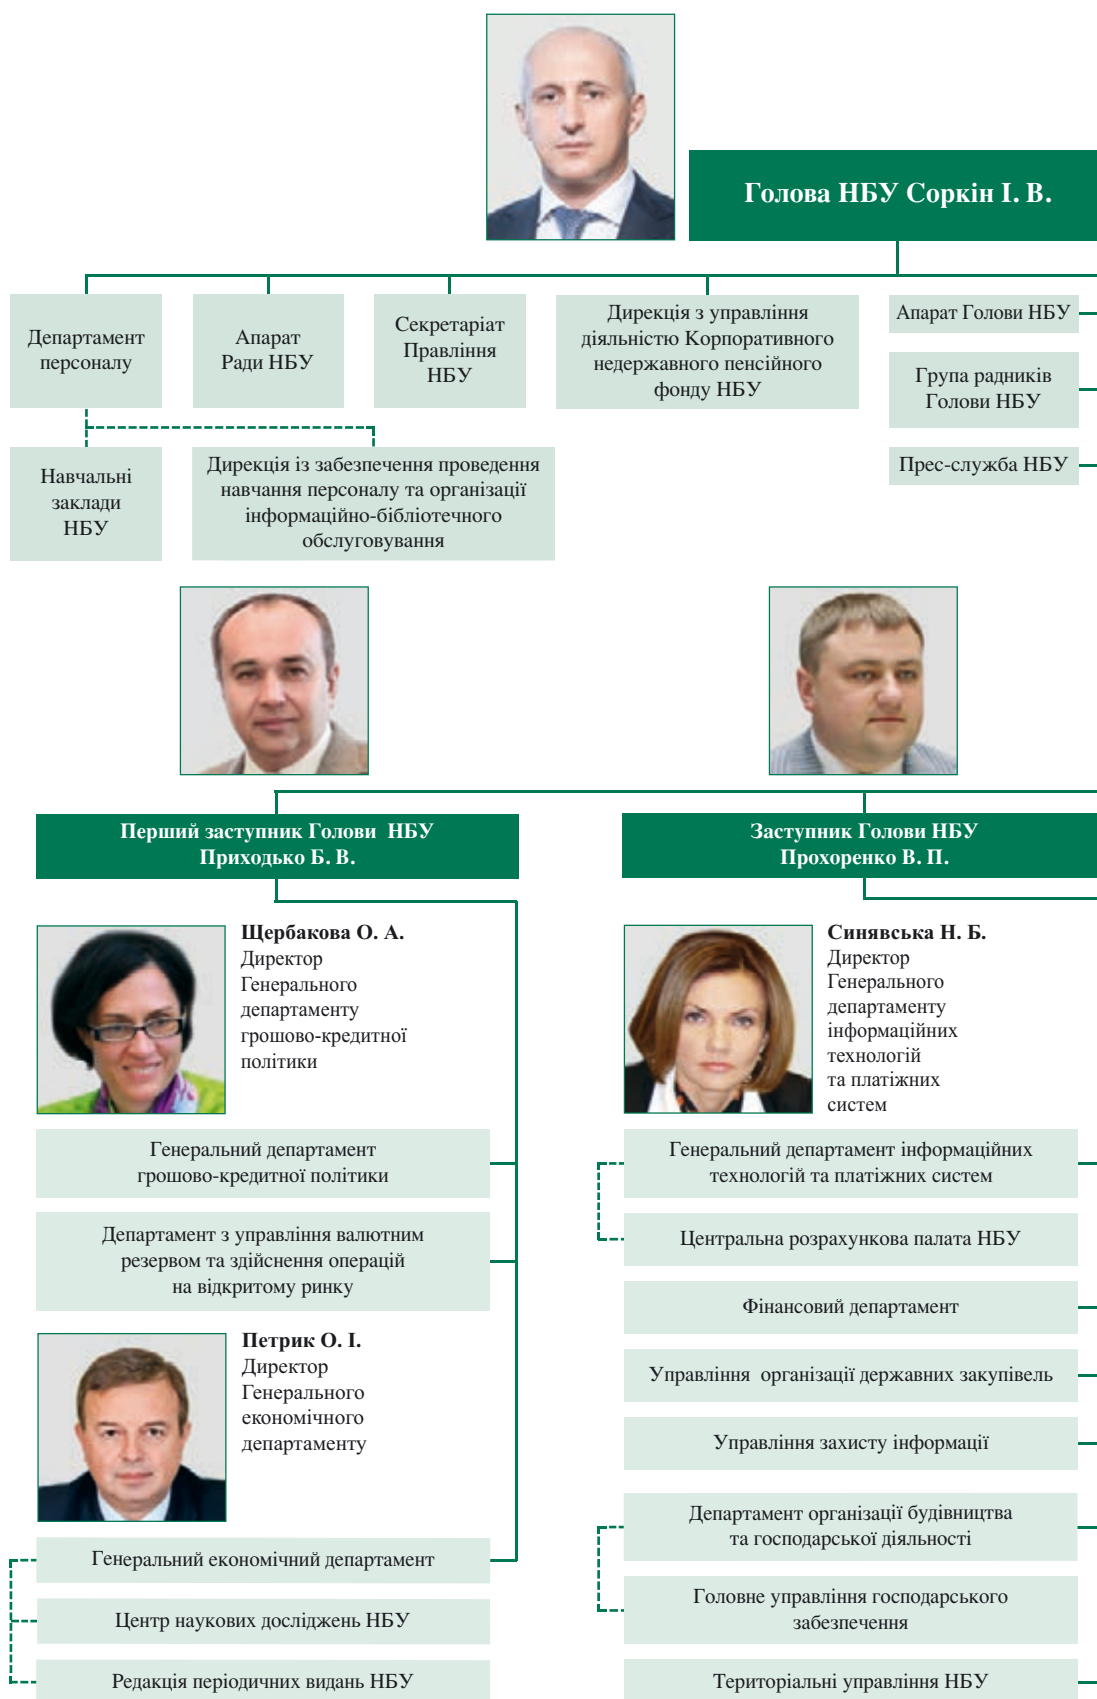 Голова НБУ Соркін І. В.
Департамент
персоналу
Апарат
Ради НБУ
Секретаріат
Правління
НБУ
Дирекція з управління
діяльністю Корпоративного
недержавного пенсійного
фонду НБУ
Апарат Голови НБУ
Група радників
Голови НБУ
Прес-служба НБУ
Навчальні
заклади
НБУ
Дирекція із забезпечення проведення
навчання персоналу та організації
інформаційно-бібліотечного
обслуговування
Перший заступник Голови НБУ
Приходько Б. В.
Заступник Голови НБУ
Прохоренко В. П.
Щербакова О. А.
Директор
Генерального
департаменту
грошово-кредитної
політики
Генеральний департамент
грошово-кредитної політики
Департамент з управління валютним
резервом та здійснення операцій
на відкритому ринку
Петрик О. І.
Директор
Генерального
економічного
департаменту
Генеральний економічний департамент
Центр наукових досліджень НБУ
Редакція періодичних видань НБУ
Синявська Н. Б.
Директор
Генерального
департаменту
інформаційних
технологій
та платіжних
систем
Генеральний департамент інформаційних
технологій та платіжних систем
Центральна розрахункова палата НБУ
Фінансовий департамент
Управління організації державних закупівель
Управління захисту інформації
Департамент організації будівництва
та господарської діяльності
Головне управління господарського
забезпечення
Територіальні управління НБУ